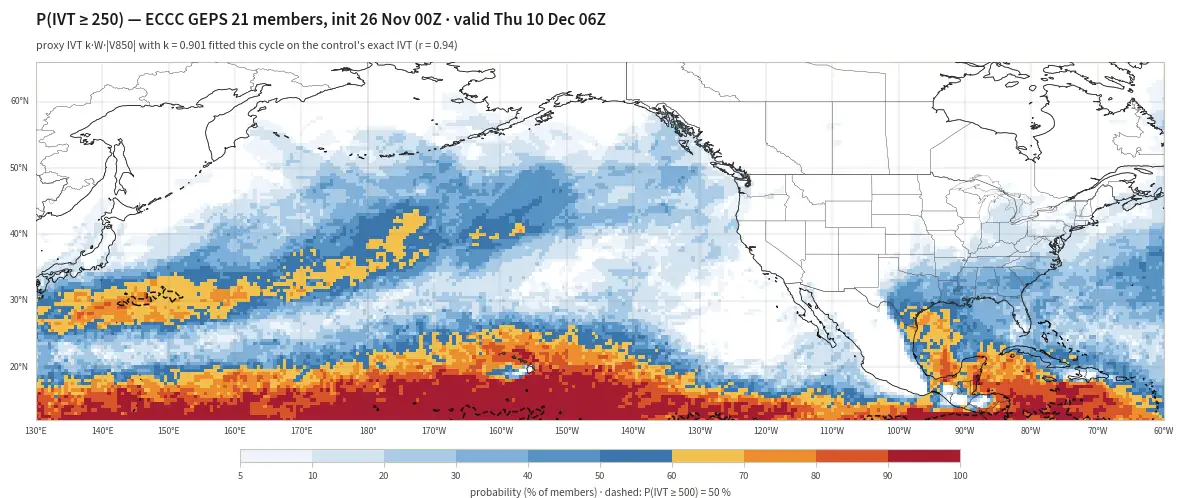 P(IVT ≥ 250) — ECCC GEPS 21 members, init 26 Nov 00Z · valid Thu 10 Dec 06Z
proxy IVT k·W·|V850| with k = 0.901 fitted this cycle on the control's exact IVT (r = 0.94)
60°N
50°N
40°N
30°N
20°N
130°E 140°E 150°E 160°E 170°E 180° 170°W 160°W 150°W 140°W 130°W 120°W 110°W 100°W 90°W 80°W 70°W 60°W
5 10 20 30 40 50 60 70 80 90 100
probability (% of members) · dashed: P(IVT ≥ 500) = 50 %